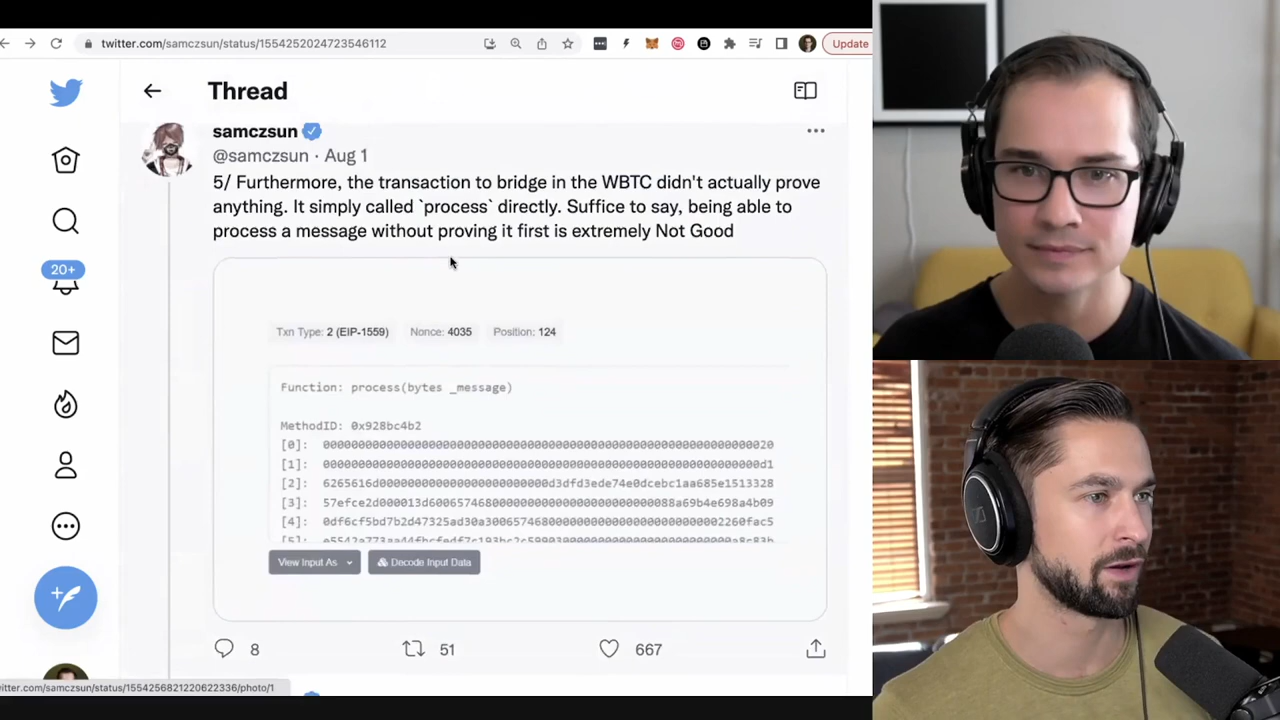 twitter.com/samczsun/status/1554252024723546112
Update
Thread
samczsun
@samczsun · Aug 1
5/ Furthermore, the transaction to bridge in the WBTC didn't actually prove
anything. It simply called `process` directly. Suffice to say, being able to
process a message without proving it first is extremely Not Good
20+
Txn Type: 2 (EIP-1559) Nonce: 4035 Position: 124
Function: process(bytes _message)
MethodID: 0x928bc4b2
[0]: 0000000000000000000000000000000000000000000000000000000000000020
[1]: 00000000000000000000000000000000000000000000000000000000000000d1
[2]: 6265616d000000000000000000000000d3dfd3ede74e0dcebc1aa685e1513328
[3]: 57efce2d000013d60065746800000000000000000000000088a69b4e698a4b09
[4]: 0df6cf5bd7b2d47325ad30a3006574680000000000000000000000002260fac5
View Input As
Decode Input Data
8 51 667
itter.com/samczsun/status/1554256821220622336/photo/1